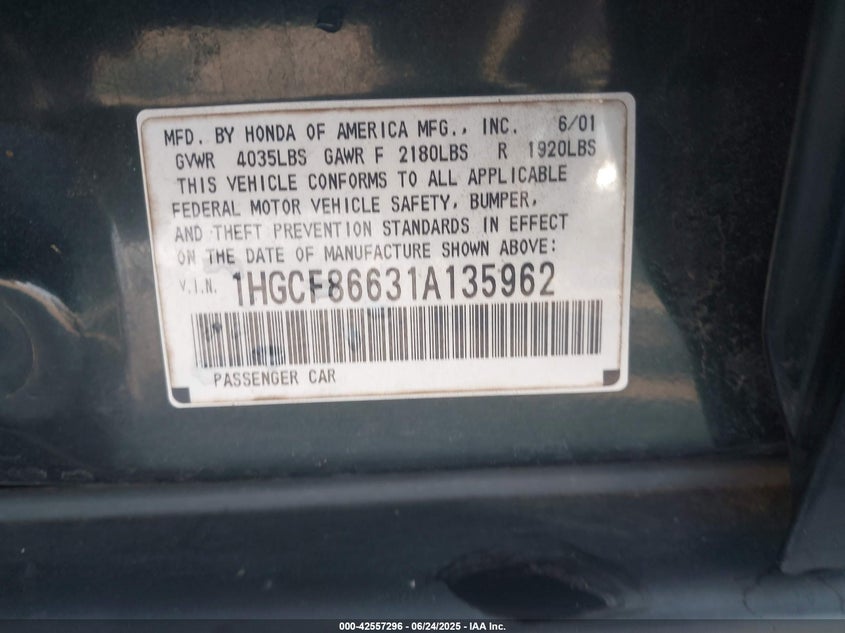 MFD. BY HONDA OF AMERICA MFG., INC. 6/01
GVWR 4035LBS GAWR F 2180LBS R 1920LBS
THIS VEHICLE CONFORMS TO ALL APPLICABLE
FEDERAL MOTOR VEHICLE SAFETY, BUMPER,
AND THEFT PREVENTION STANDARDS IN EFFECT
ON THE DATE OF MANUFACTURE SHOWN ABOVE:
V.I.N. 1HGCF86631A135962
PASSENGER CAR
000-42557296 - 06/24/2025 - IAA Inc.